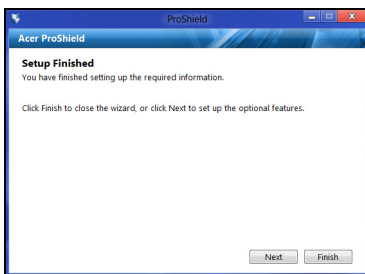 ProShield
Acer ProShield
Setup Finished
You have finished setting up the required information.
Click Finish to close the wizard, or click Next to set up the optional features.
Next
Finish